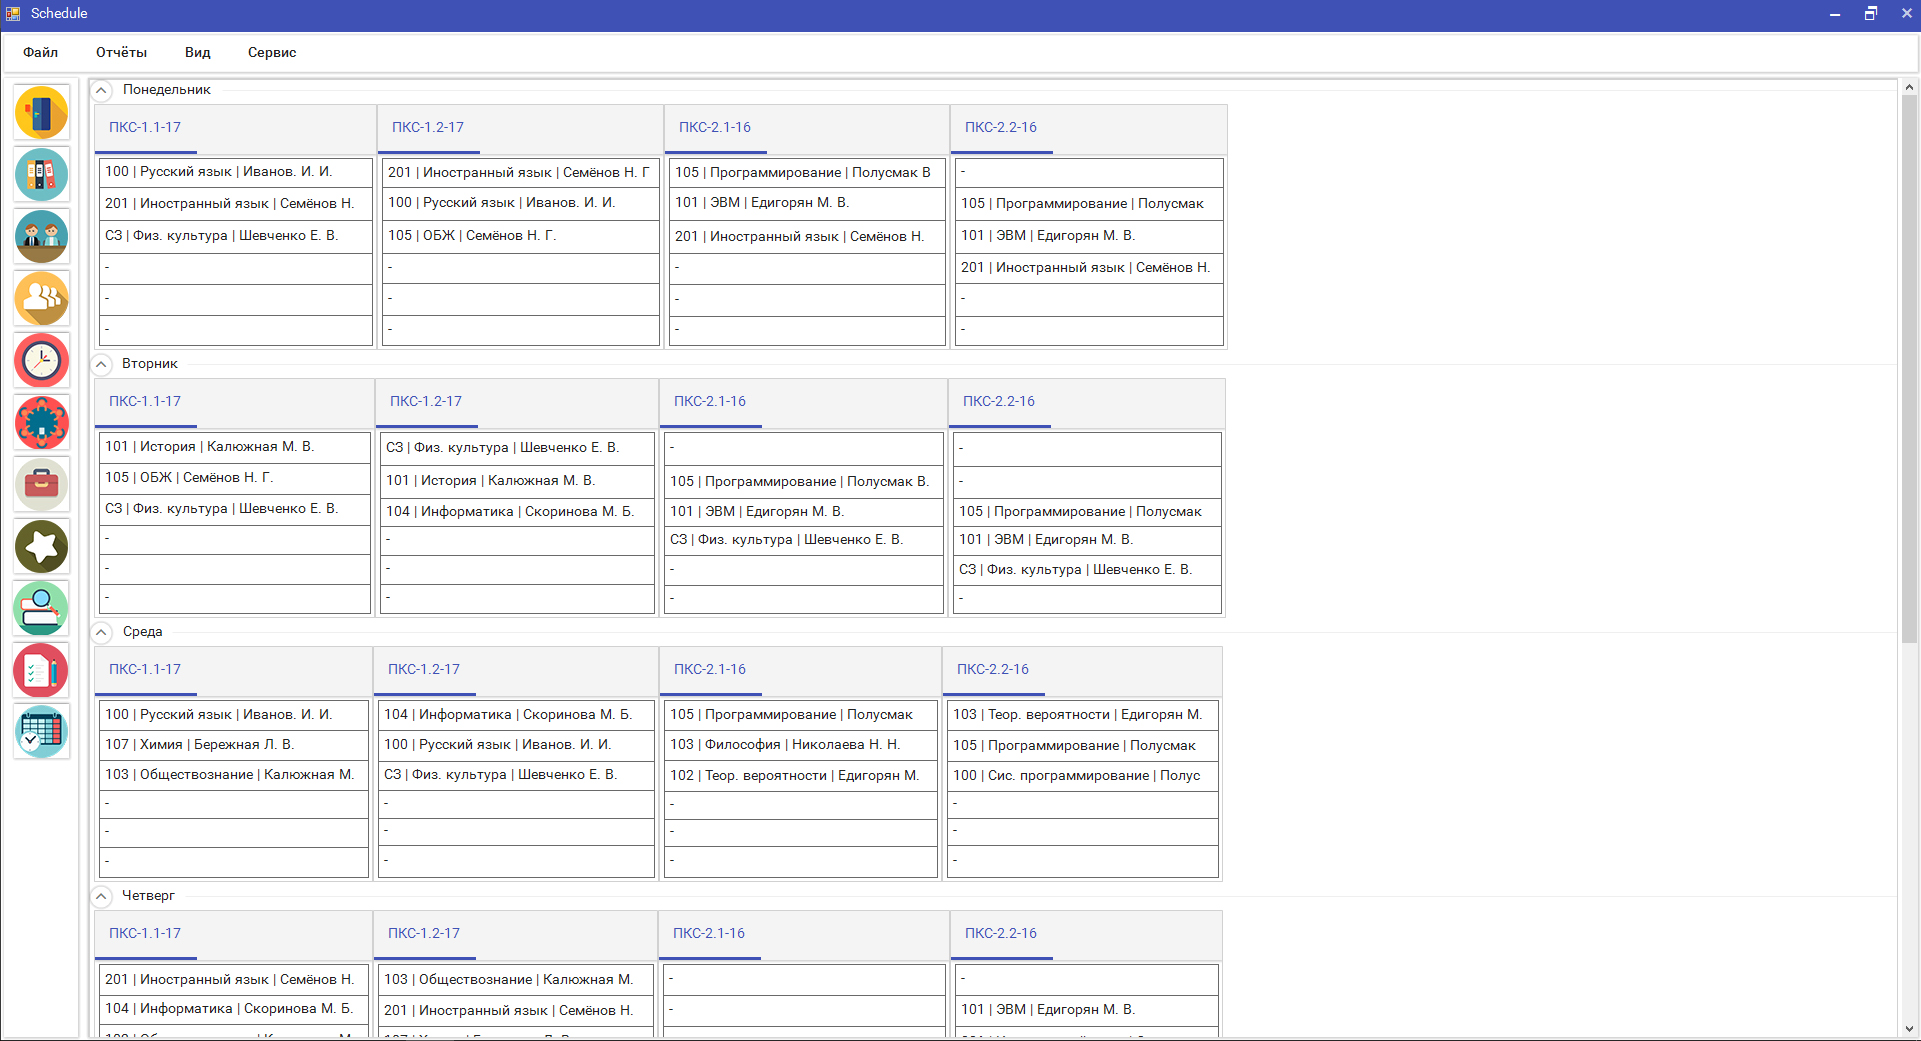 Schedule
Файл Отчёты Вид Сервис
Понедельник
ПКС-1.1-17 ПКС-1.2-17 ПКС-2.1-16 ПКС-2.2-16
100 | Русский язык | Иванов. И. И. 201 | Иностранный язык | Семёнов Н. Г 105 | Программирование | Полусмак В -
201 | Иностранный язык | Семёнов Н. 100 | Русский язык | Иванов. И. И. 101 | ЭВМ | Едигорян М. В. 105 | Программирование | Полусмак
СЗ | Физ. культура | Шевченко Е. В. 105 | ОБЖ | Семёнов Н. Г. 201 | Иностранный язык | Семёнов Н. 101 | ЭВМ | Едигорян М. В.
- - - 201 | Иностранный язык | Семёнов Н.
- - - -
- - - -
Вторник
ПКС-1.1-17 ПКС-1.2-17 ПКС-2.1-16 ПКС-2.2-16
101 | История | Калюжная М. В. СЗ | Физ. культура | Шевченко Е. В. - -
105 | ОБЖ | Семёнов Н. Г. 101 | История | Калюжная М. В. 105 | Программирование | Полусмак В. -
СЗ | Физ. культура | Шевченко Е. В. 104 | Информатика | Скоринова М. Б. 101 | ЭВМ | Едигорян М. В. 105 | Программирование | Полусмак
- - СЗ | Физ. культура | Шевченко Е. В. 101 | ЭВМ | Едигорян М. В.
- - - СЗ | Физ. культура | Шевченко Е. В.
- - - -
Среда
ПКС-1.1-17 ПКС-1.2-17 ПКС-2.1-16 ПКС-2.2-16
100 | Русский язык | Иванов. И. И. 104 | Информатика | Скоринова М. Б. 105 | Программирование | Полусмак 103 | Теор. вероятности | Едигорян М.
107 | Химия | Бережная Л. В. 100 | Русский язык | Иванов. И. И. 103 | Философия | Николаева Н. Н. 105 | Программирование | Полусмак
103 | Обществознание | Калюжная М. СЗ | Физ. культура | Шевченко Е. В. 102 | Теор. вероятности | Едигорян М. 100 | Сис. программирование | Полус
- - - -
- - - -
- - - -
Четверг
ПКС-1.1-17 ПКС-1.2-17 ПКС-2.1-16 ПКС-2.2-16
201 | Иностранный язык | Семёнов Н. 103 | Обществознание | Калюжная М. - -
104 | Информатика | Скоринова М. Б. 201 | Иностранный язык | Семёнов Н. - 101 | ЭВМ | Едигорян М. В.